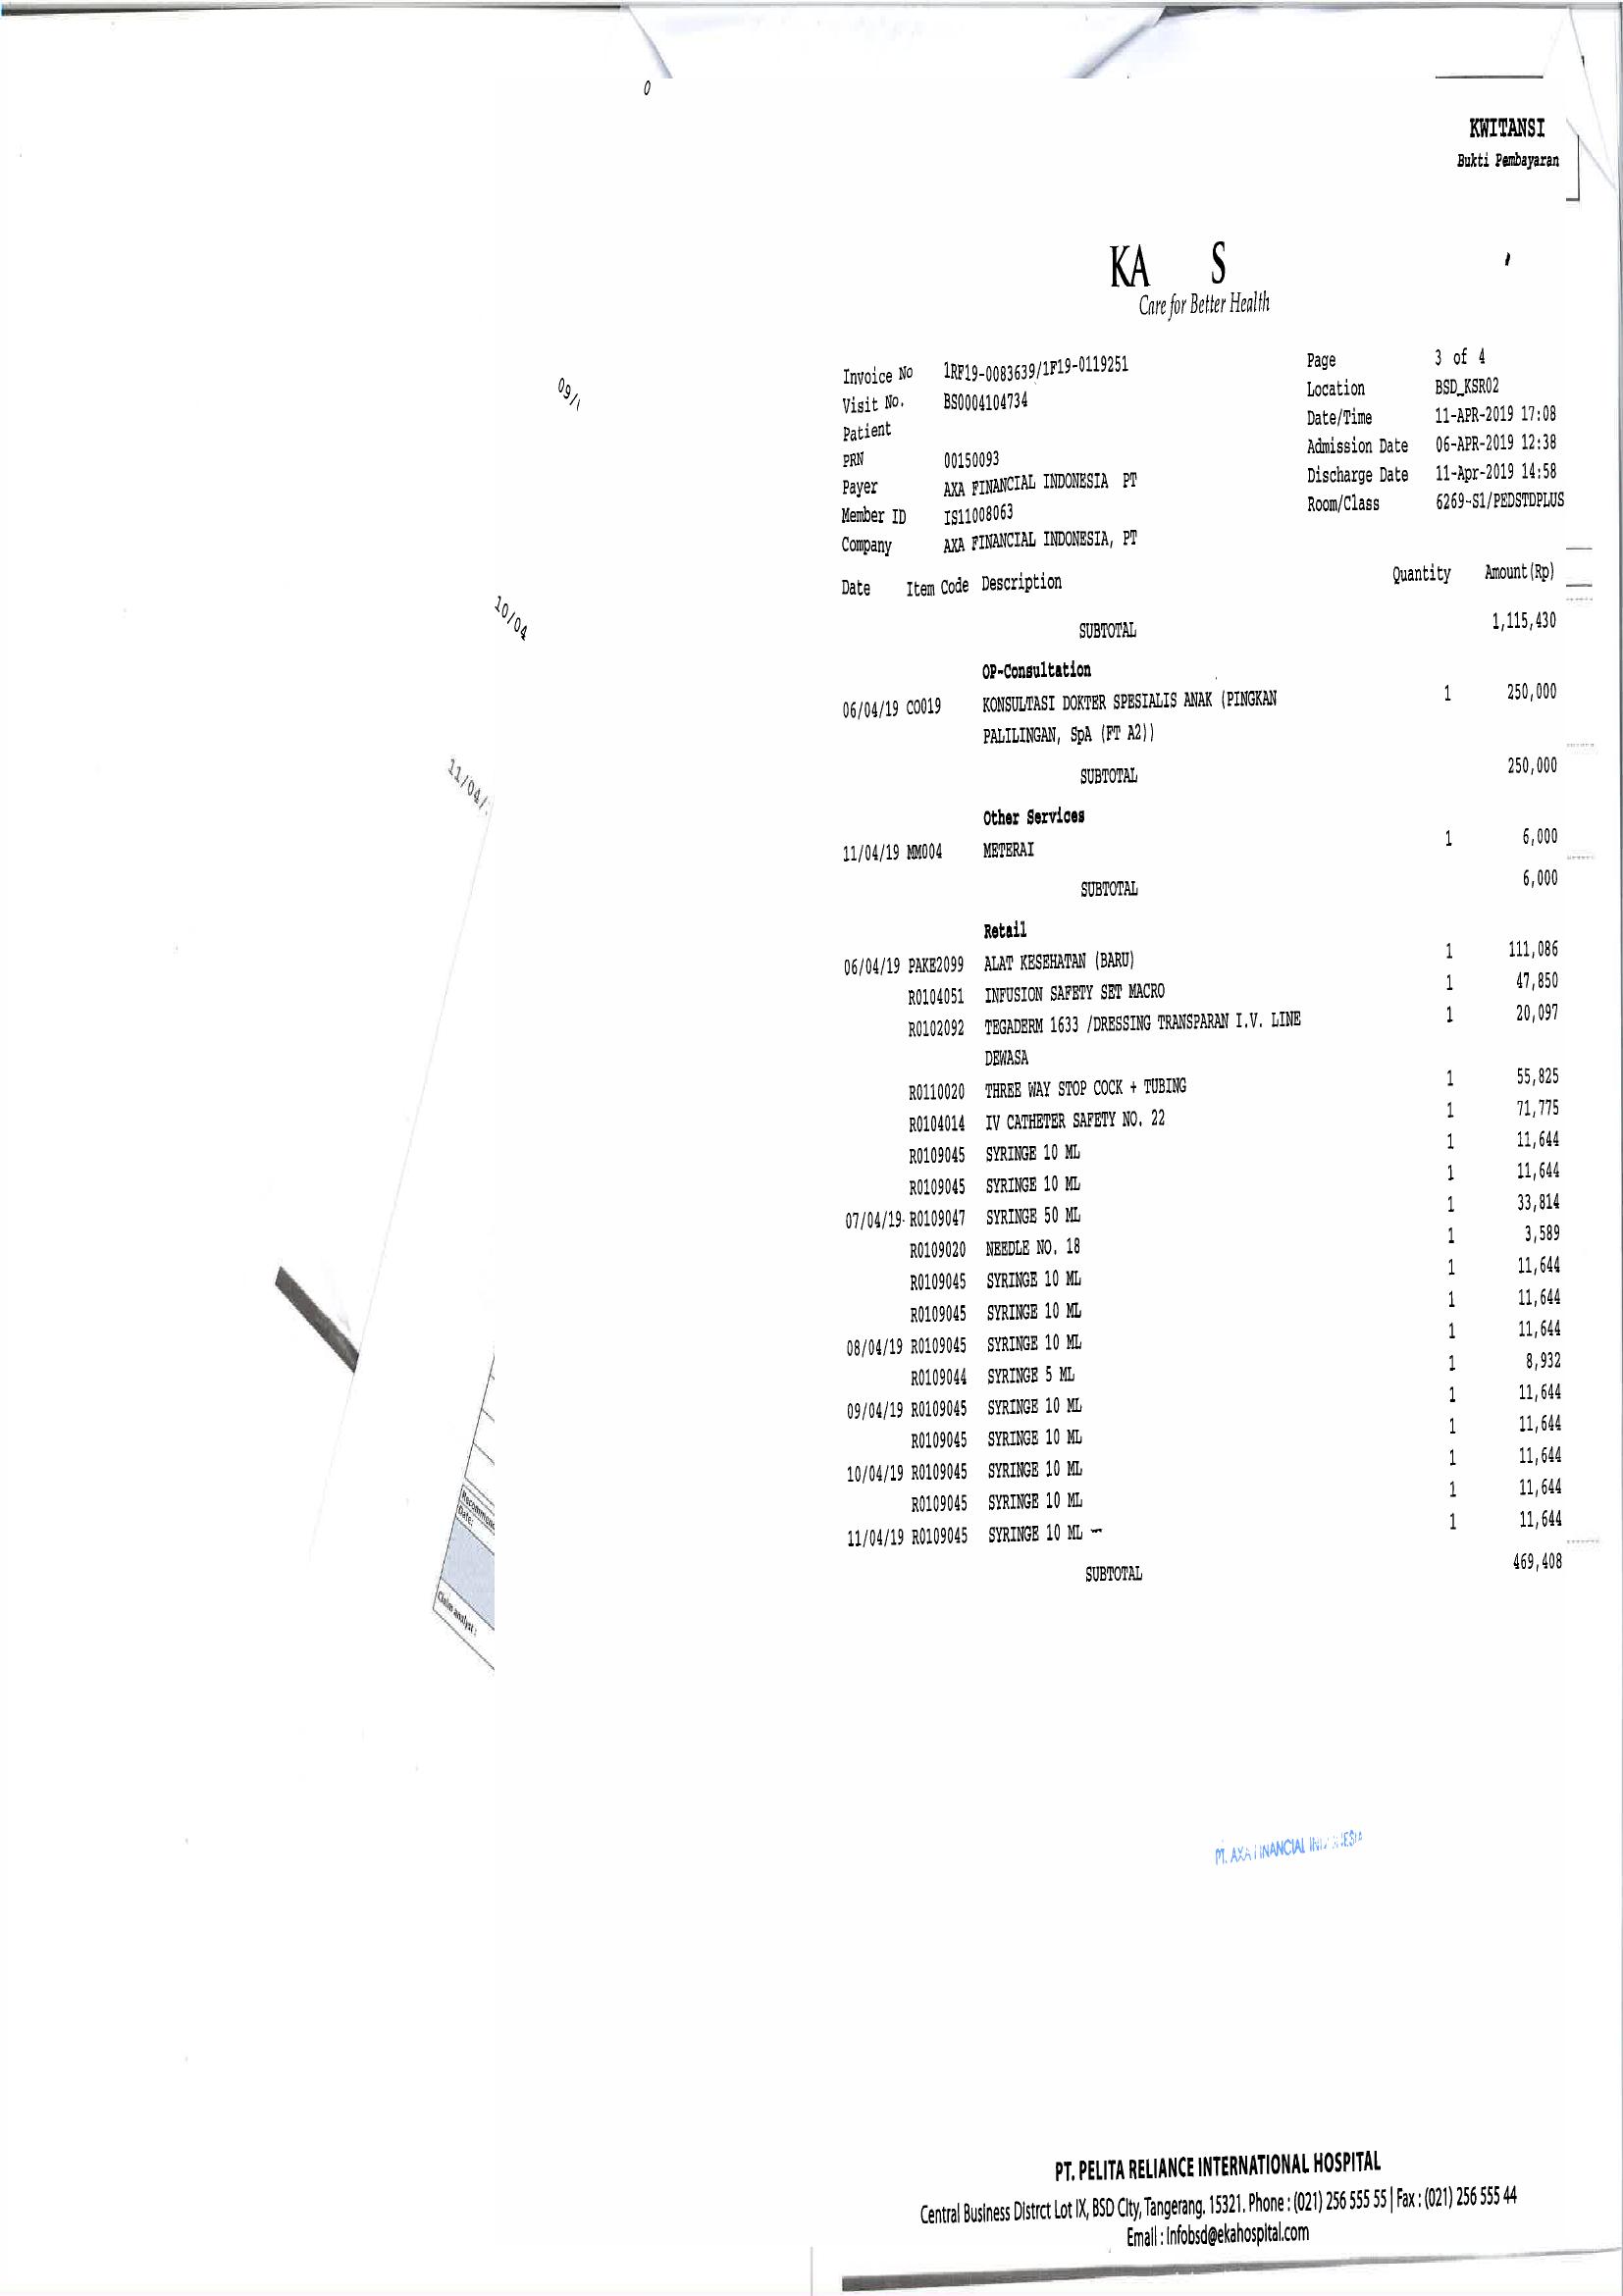 0
KWITANSI
Bukti Pembayaran
KA S
Care for Better Health
Invoice No 1RF19-0083639/1F19-0119251 Page 3 of 4
Visit No. BS0004104734 Location BSD_KSR02
Patient Date/Time 11-APR-2019 17:08
PRN 00150093 Admission Date 06-APR-2019 12:38
Payer AXA FINANCIAL INDONESIA PT Discharge Date 11-Apr-2019 14:58
Member ID IS11008063 Room/Class 6269-S1/PEDSTDPLUS
Company AXA FINANCIAL INDONESIA, PT
Date Item Code Description Quantity Amount(Rp)
SUBTOTAL 1,115,430
OP-Consultation
06/04/19 CO019 KONSULTASI DOKTER SPESIALIS ANAK (PINGKAN 1 250,000
PALILINGAN, SpA (FT A2))
SUBTOTAL 250,000
Other Services
11/04/19 MM004 METERAI 1 6,000
SUBTOTAL 6,000
Retail
06/04/19 PAKE2099 ALAT KESEHATAN (BARU) 1 111,086
R0104051 INFUSION SAFETY SET MACRO 1 47,850
R0102092 TEGADERM 1633 /DRESSING TRANSPARAN I.V. LINE 1 20,097
DEWASA
R0110020 THREE WAY STOP COCK + TUBING 1 55,825
R0104014 IV CATHETER SAFETY NO. 22 1 71,775
R0109045 SYRINGE 10 ML 1 11,644
R0109045 SYRINGE 10 ML 1 11,644
07/04/19 R0109047 SYRINGE 50 ML 1 33,814
R0109020 NEEDLE NO. 18 1 3,589
R0109045 SYRINGE 10 ML 1 11,644
R0109045 SYRINGE 10 ML 1 11,644
08/04/19 R0109045 SYRINGE 10 ML 1 11,644
R0109044 SYRINGE 5 ML 1 8,932
09/04/19 R0109045 SYRINGE 10 ML 1 11,644
R0109045 SYRINGE 10 ML 1 11,644
10/04/19 R0109045 SYRINGE 10 ML 1 11,644
R0109045 SYRINGE 10 ML 1 11,644
11/04/19 R0109045 SYRINGE 10 ML 1 11,644
SUBTOTAL 469,408
09/
10/04
11/04/
Date:
Claim analyst :
PT. AXA FINANCIAL
PT. PELITA RELIANCE INTERNATIONAL HOSPITAL
Central Business Distrct Lot IX, BSD City, Tangerang. 15321. Phone : (021) 256 555 55 | Fax : (021) 256 555 44
Email : Infobsd@ekahospital.com